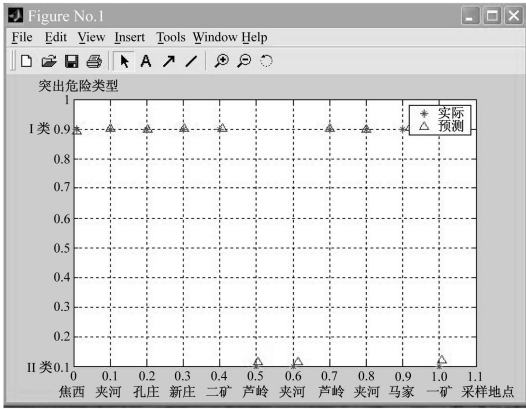 Figure No.1
File Edit View Insert Tools Window Help
A
突出危险类型
1
I 类 0.9
0.8
0.7
0.6
0.5
0.4
0.3
0.2
II 类 0.1
实际
预测
0 0.1 0.2 0.3 0.4 0.5 0.6 0.7 0.8 0.9 1.0 1.1
焦西 夹河 孔庄 新庄 二矿 芦岭 夹河 芦岭 夹河 马家 一矿 采样地点